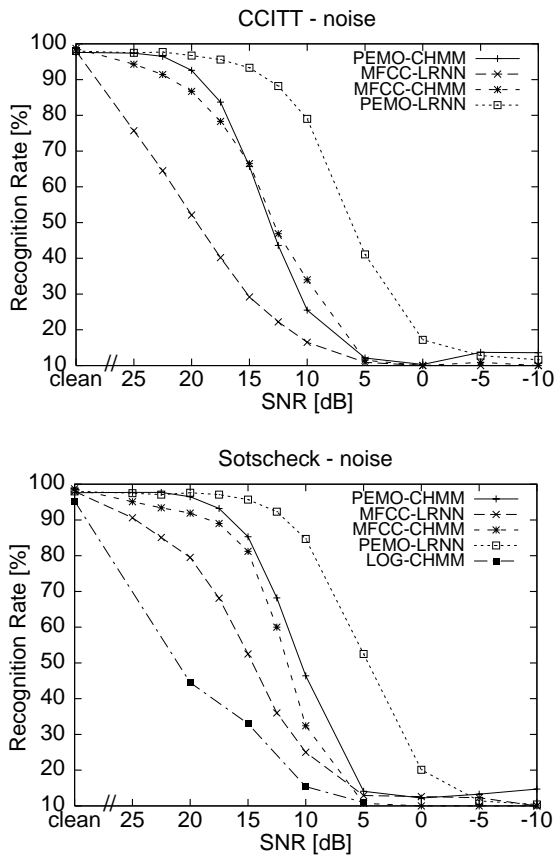 CCITT - noise
Recognition Rate [%]
100
90
80
70
60
50
40
30
20
10
PEMO-CHMM
MFCC-LRNN
MFCC-CHMM
PEMO-LRNN
clean // 25 20 15 10 5 0 -5 -10
SNR [dB]
Sotscheck - noise
Recognition Rate [%]
100
90
80
70
60
50
40
30
20
10
PEMO-CHMM
MFCC-LRNN
MFCC-CHMM
PEMO-LRNN
LOG-CHMM
clean // 25 20 15 10 5 0 -5 -10
SNR [dB]